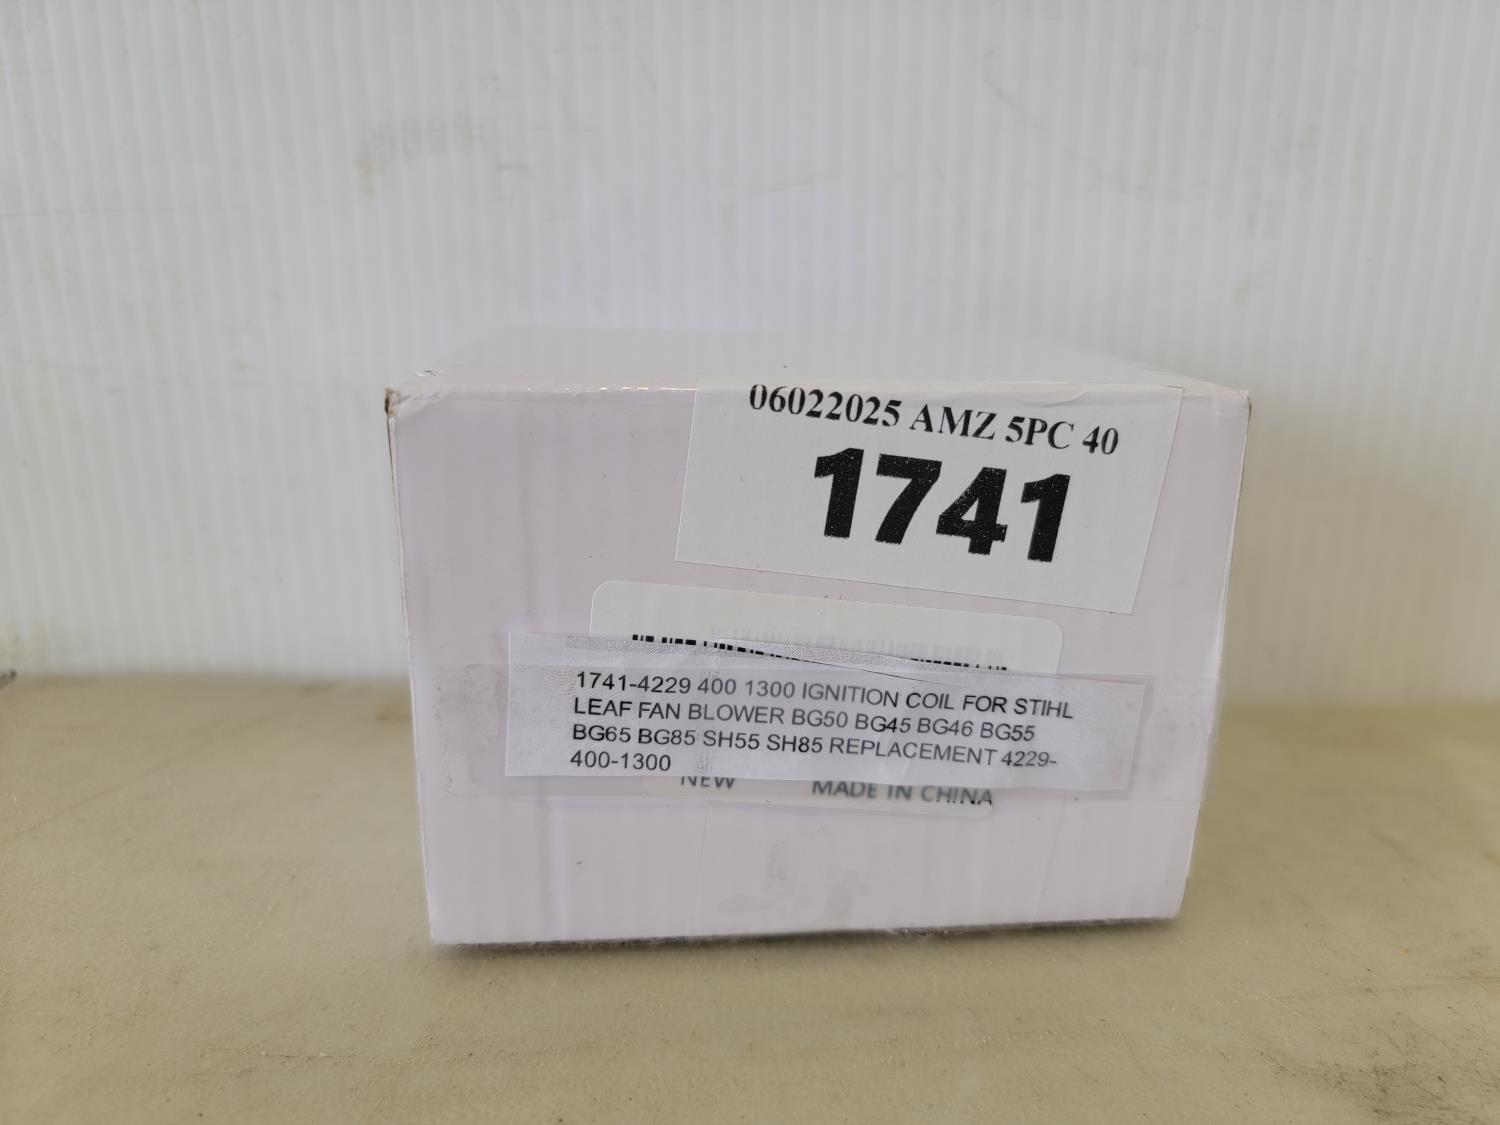 06022025 AMZ 5PC 40
1741
1741-4229 400 1300 IGNITION COIL FOR STIHL
LEAF FAN BLOWER BG50 BG45 BG46 BG55
BG65 BG85 SH55 SH85 REPLACEMENT 4229-
400-1300
NEW MADE IN CHINA